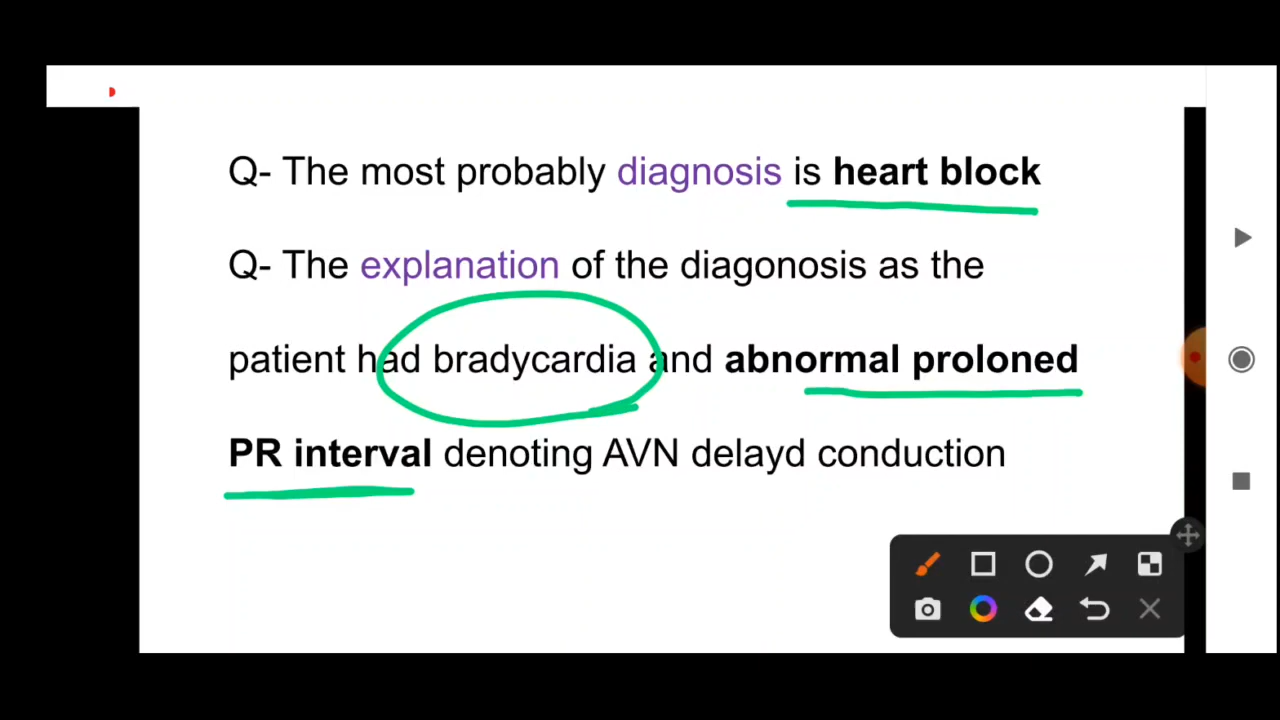 Q- The most probably diagnosis is heart block
Q- The explanation of the diagonosis as the
patient had bradycardia and abnormal proloned
PR interval denoting AVN delayd conduction